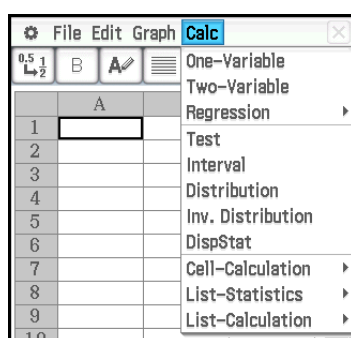 File Edit Graph Calc
0.5 1 2
B A
One-Variable
Two-Variable
Regression
Test
Interval
Distribution
Inv. Distribution
DispStat
Cell-Calculation
List-Statistics
List-Calculation
A
1
2
3
4
5
6
7
8
9
10